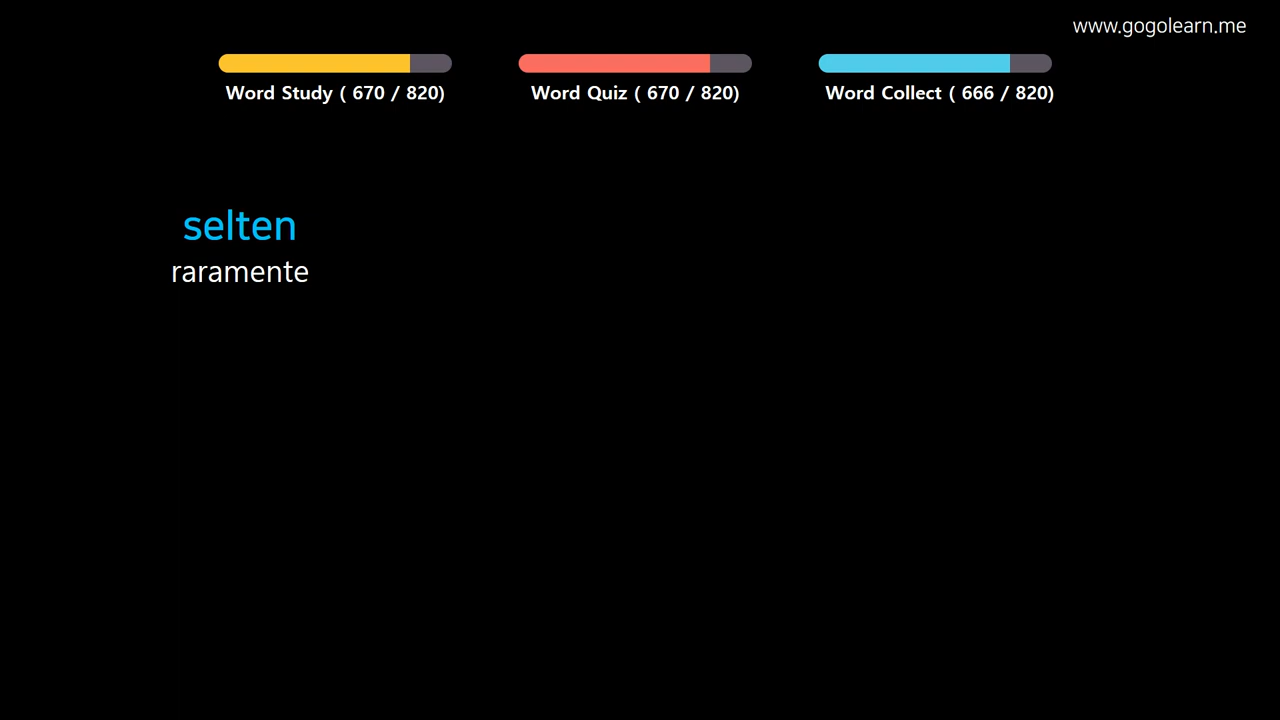 www.gogolearn.me
Word Study ( 670 / 820)
Word Quiz ( 670 / 820)
Word Collect ( 666 / 820)
selten
raramente